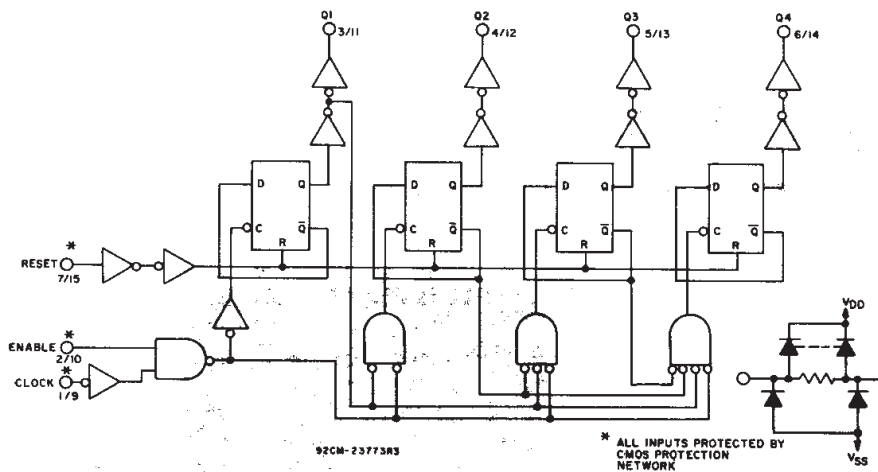 Q1
3/11
Q2
4/12
Q3
5/13
Q4
6/14
D Q
C Q̅
R
D Q
C Q̅
R
D Q
C Q̅
R
D Q
C Q̅
R
*
RESET
7/15
*
ENABLE
2/10
*
CLOCK
1/9
VDD
VSS
92CM-23773R3
* ALL INPUTS PROTECTED BY
CMOS PROTECTION
NETWORK